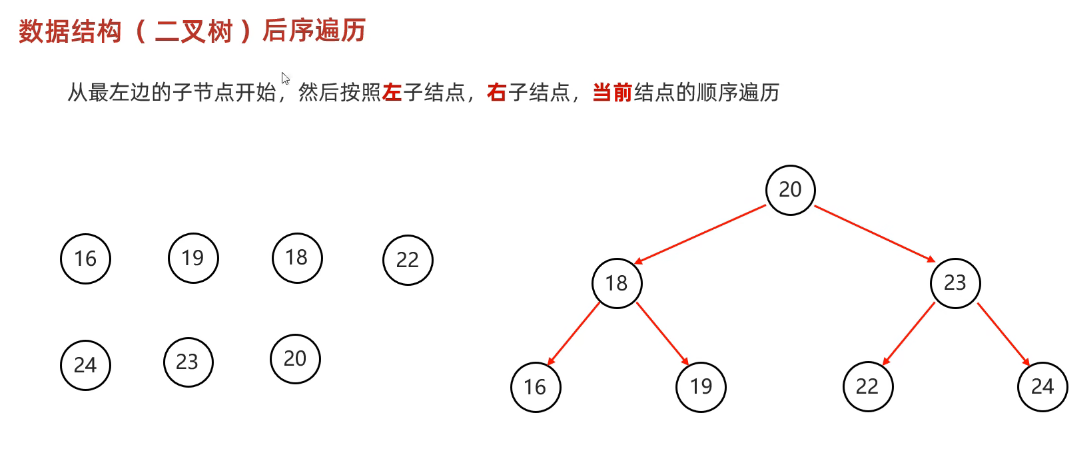 数据结构（二叉树）后序遍历
从最左边的子节点开始，然后按照左子结点，右子结点，当前结点的顺序遍历
16 19 18 22
24 23 20
20
18 23
16 19 22 24